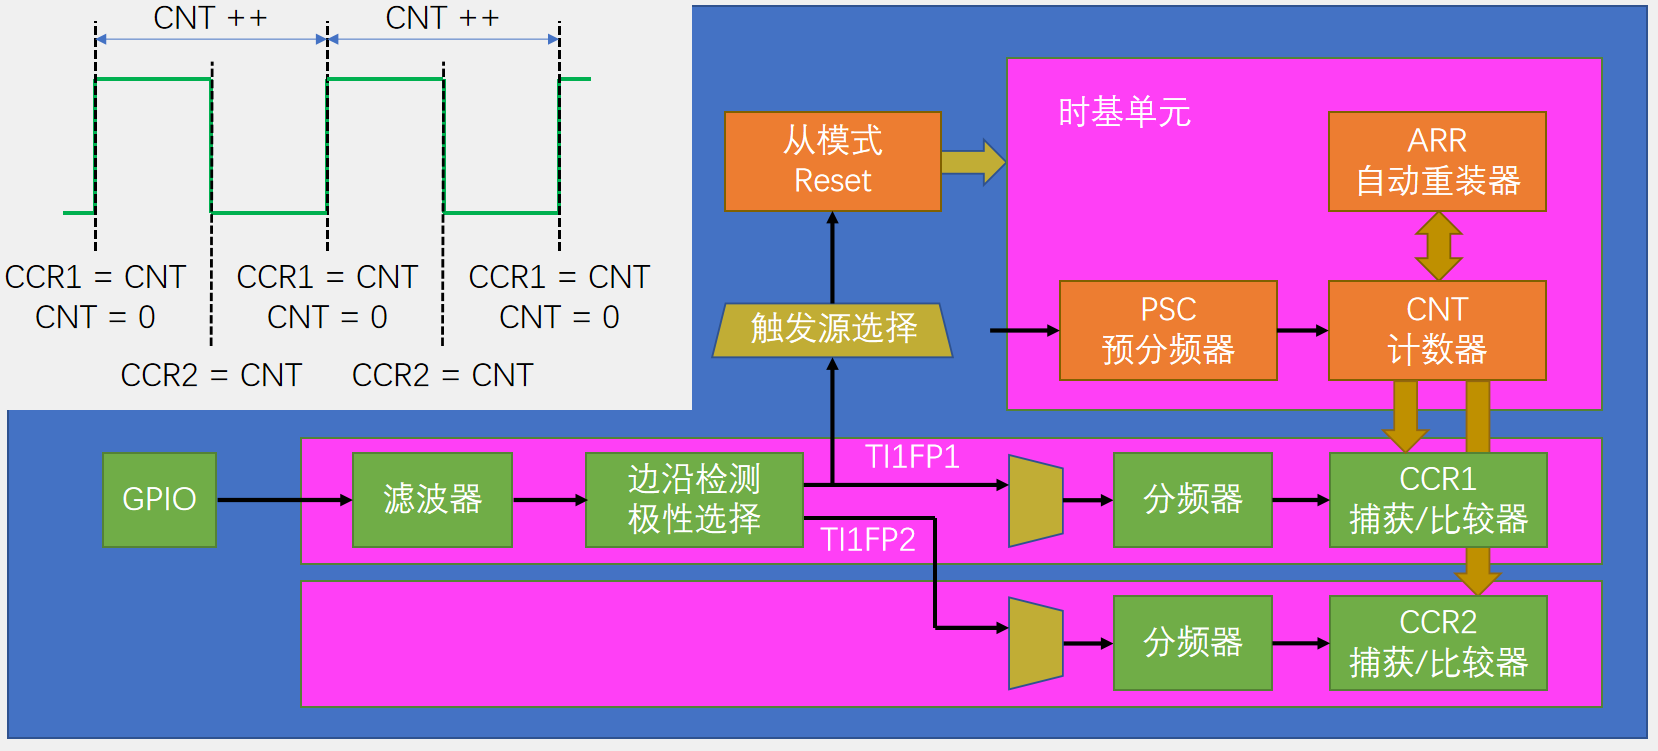 CNT ++
CNT ++
CCR1 = CNT
CNT = 0
CCR1 = CNT
CNT = 0
CCR1 = CNT
CNT = 0
CCR2 = CNT
CCR2 = CNT
从模式
Reset
时基单元
ARR
自动重装器
触发源选择
PSC
预分频器
CNT
计数器
GPIO
滤波器
边沿检测
极性选择
TI1FP1
TI1FP2
分频器
CCR1
捕获/比较器
分频器
CCR2
捕获/比较器